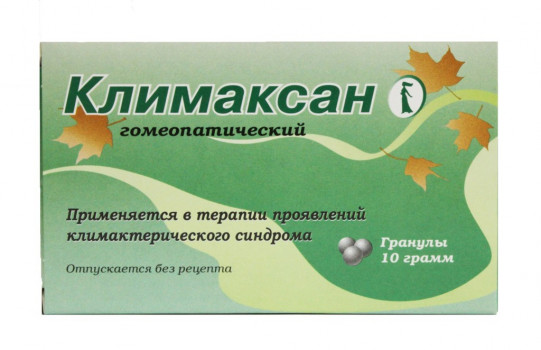 Климаксан
гомеопатический
Применяется в терапии проявлений
климактерического синдрома
Гранулы
10 грамм
Отпускается без рецепта